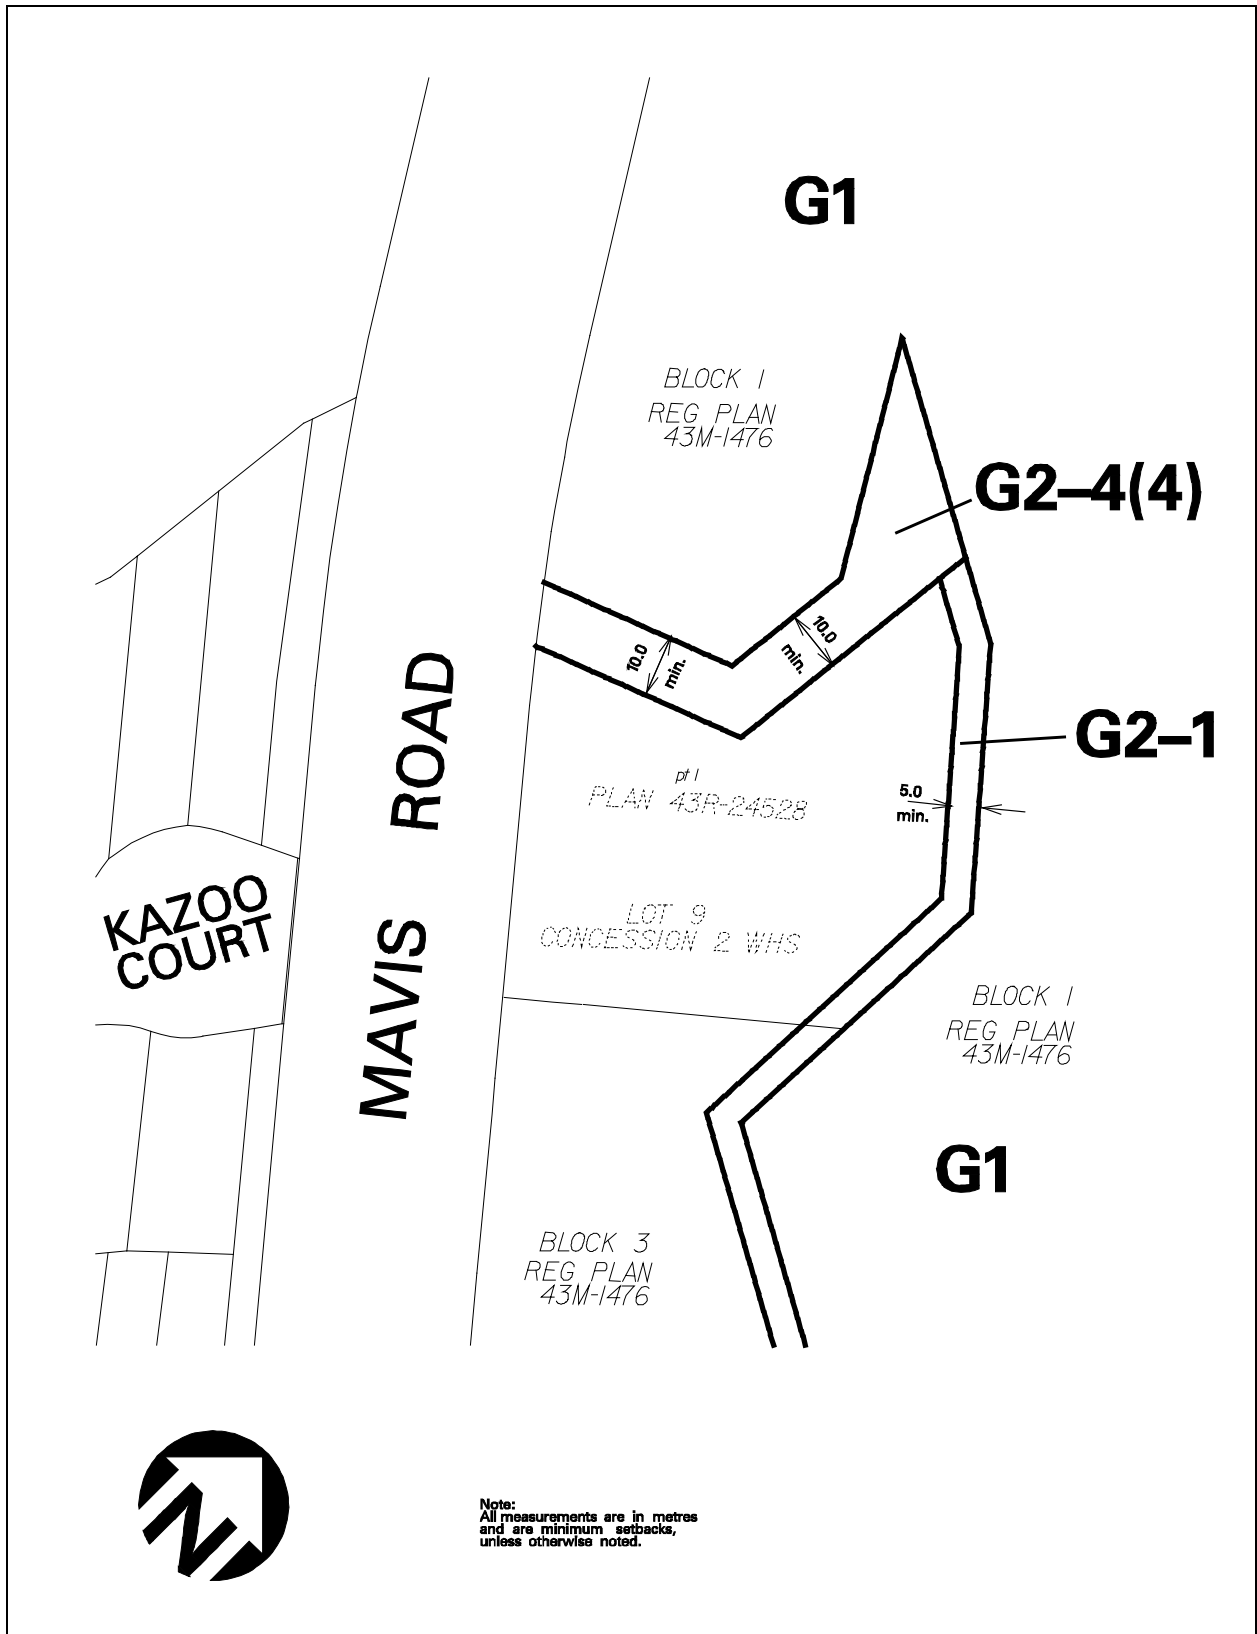 G1
BLOCK 1
REG PLAN
43M-1476
G2–4(4)
10.0
min.
10.0
min.
MAVIS ROAD
G2–1
pt 1
PLAN 43R-24528
5.0
min.
KAZOO
COURT
LOT 9
CONCESSION 2 WHS
BLOCK 1
REG PLAN
43M-1476
G1
BLOCK 3
REG PLAN
43M-1476
N
Note:
All measurements are in metres
and are minimum setbacks,
unless otherwise noted.